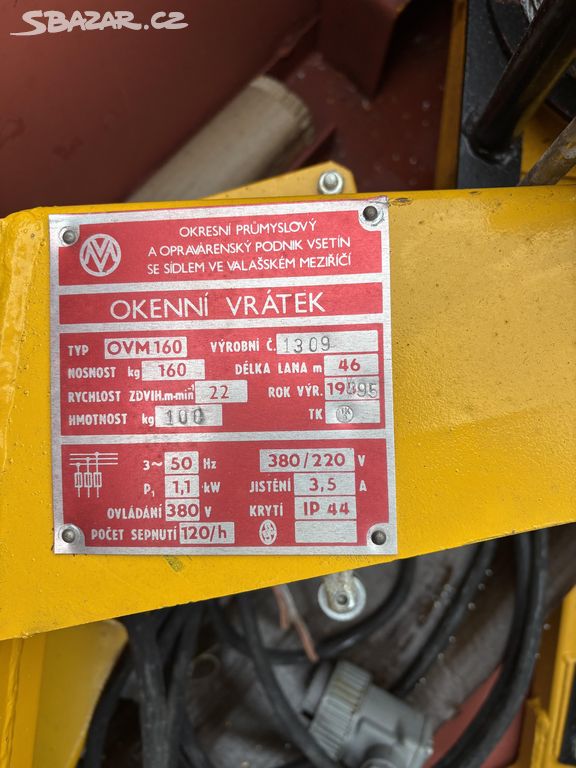 SBAZAR.CZ
OKRESNÍ PRŮMYSLOVÝ
A OPRAVÁRENSKÝ PODNIK VSETÍN
SE SÍDLEM VE VALAŠSKÉM MEZIŘÍČÍ
OKENNÍ VRÁTEK
TYP OVM 160 VÝROBNÍ Č. 1309
NOSNOST kg 160 DÉLKA LANA m 46
RYCHLOST ZDVIH. m·min⁻¹ 22 ROK VÝR. 1995
HMOTNOST kg 100 TK
3~ 50 Hz 380/220 V
P₁ 1,1 kW JISTĚNÍ 3,5 A
OVLÁDÁNÍ 380 V KRYTÍ IP 44
POČET SEPNUTÍ 120/h